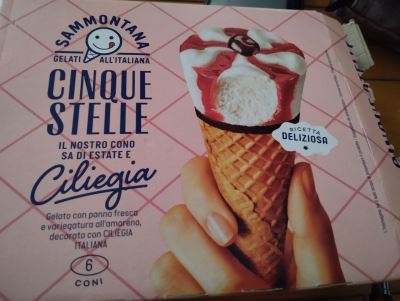 SAMMONTANA
GELATI ALL'ITALIANA
CINQUE
STELLE
IL NOSTRO CONO
SA DI ESTATE E
Ciliegia
Gelato con panna fresca
e variegatura all'amarena,
decorata con CILIEGIA
ITALIANA
6
CONI
RICETTA
DELIZIOSA